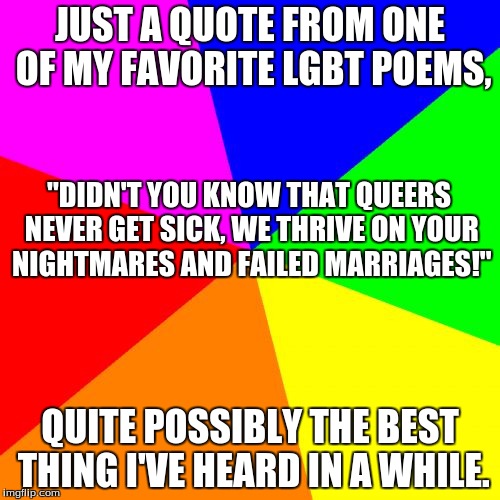 JUST A QUOTE FROM ONE
OF MY FAVORITE LGBT POEMS,
"DIDN'T YOU KNOW THAT QUEERS
NEVER GET SICK, WE THRIVE ON YOUR
NIGHTMARES AND FAILED MARRIAGES!"
QUITE POSSIBLY THE BEST
THING I'VE HEARD IN A WHILE.
imgflip.com